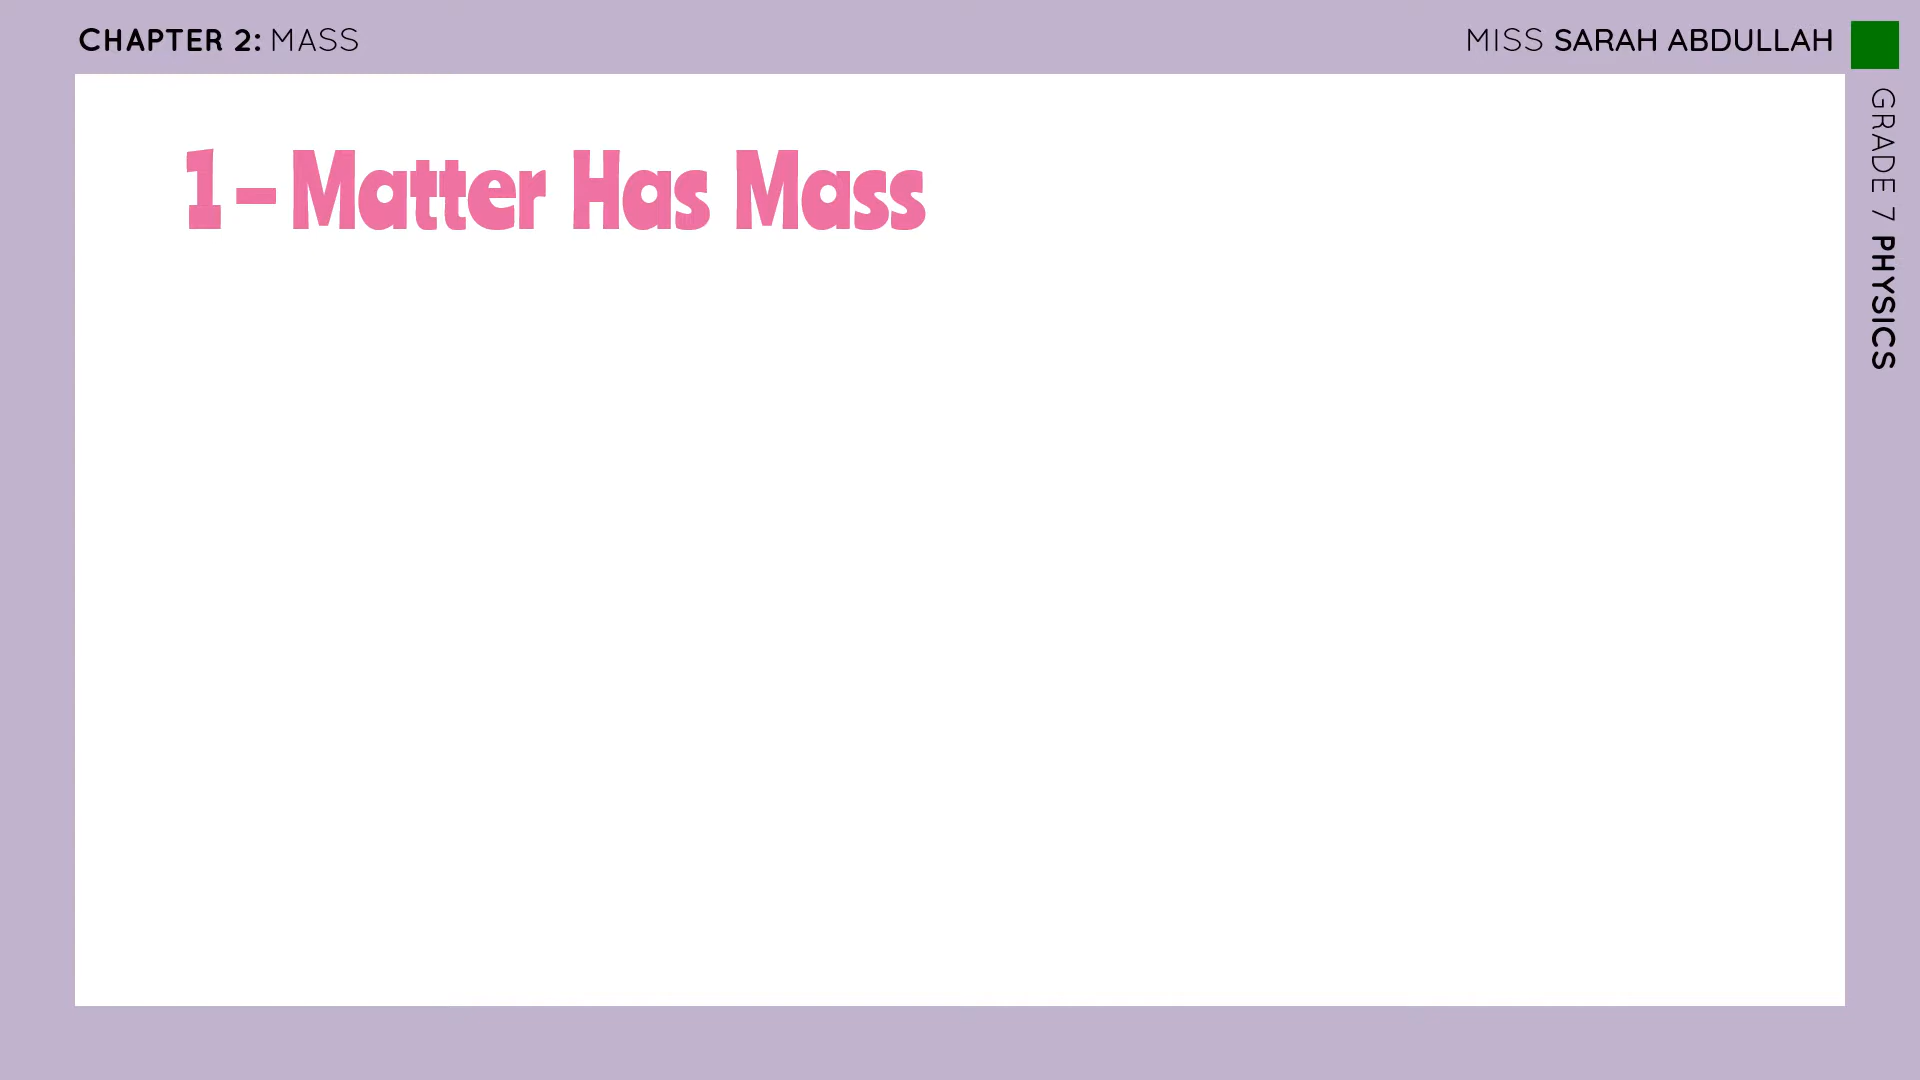 CHAPTER 2: MASS
MISS SARAH ABDULLAH
GRADE 7 PHYSICS
1 – Matter Has Mass